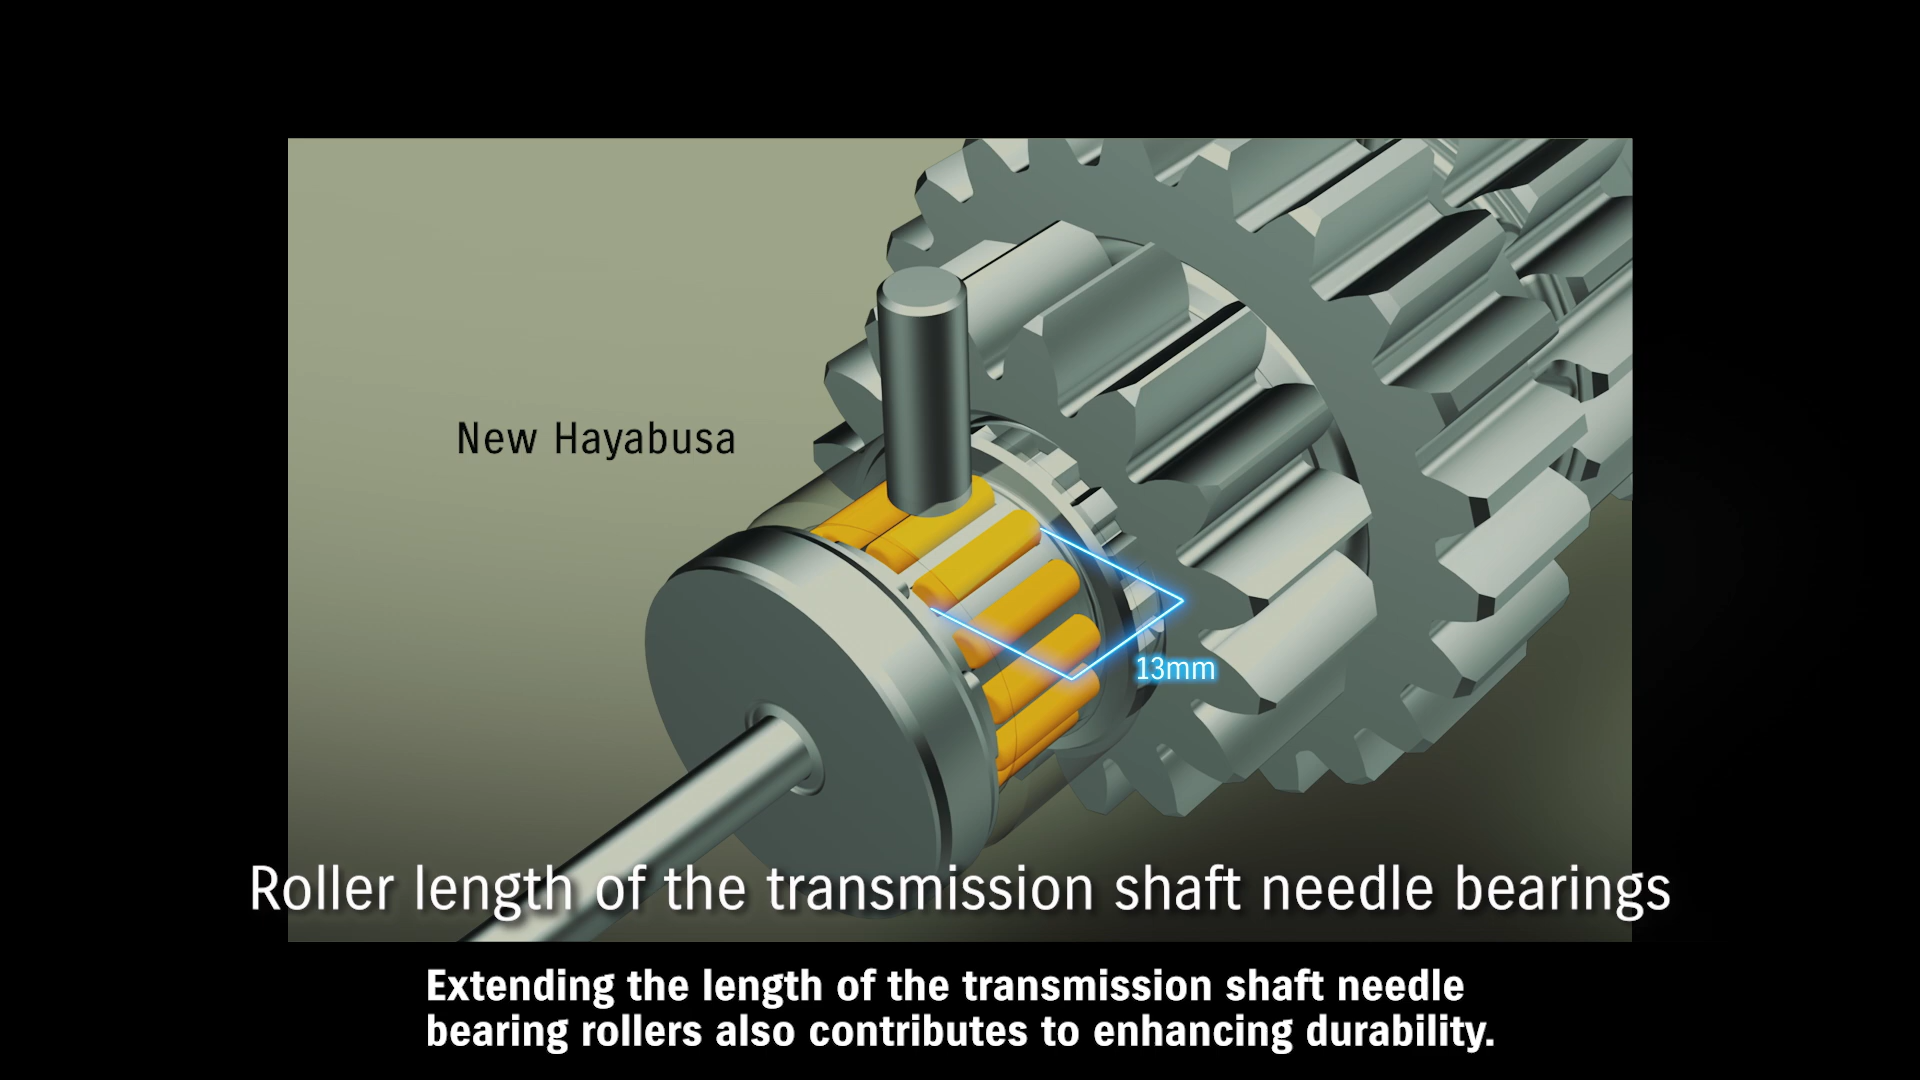 New Hayabusa
13mm
Roller length of the transmission shaft needle bearings
Extending the length of the transmission shaft needle
bearing rollers also contributes to enhancing durability.